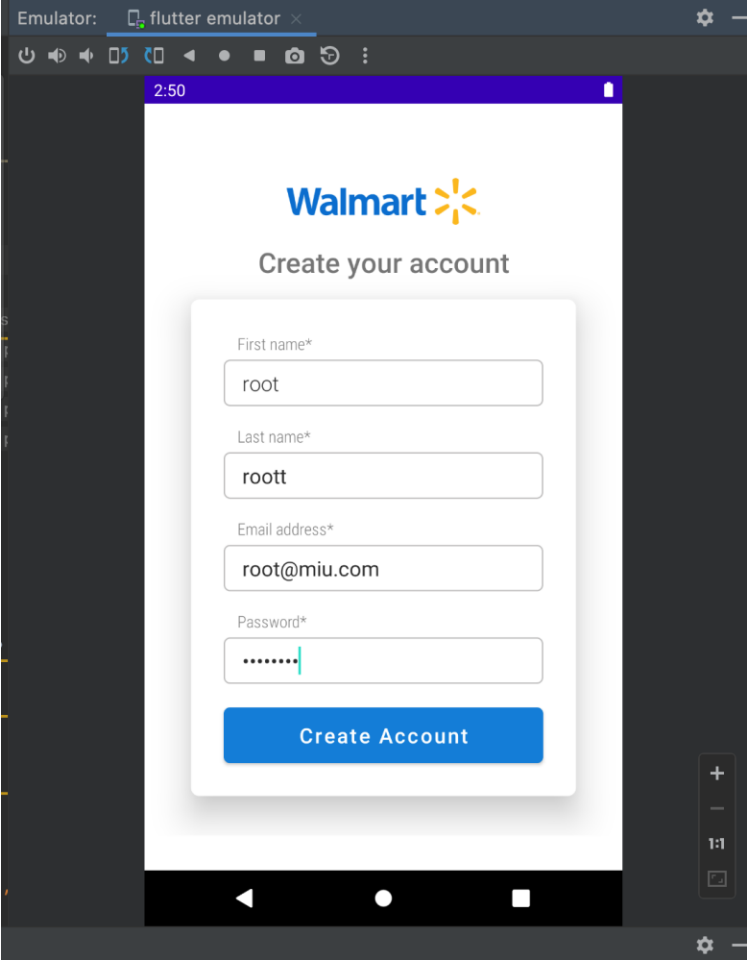 Emulator: flutter emulator
2:50
Walmart
Create your account
First name*
root
Last name*
roott
Email address*
root@miu.com
Password*
••••••••
Create Account
1:1